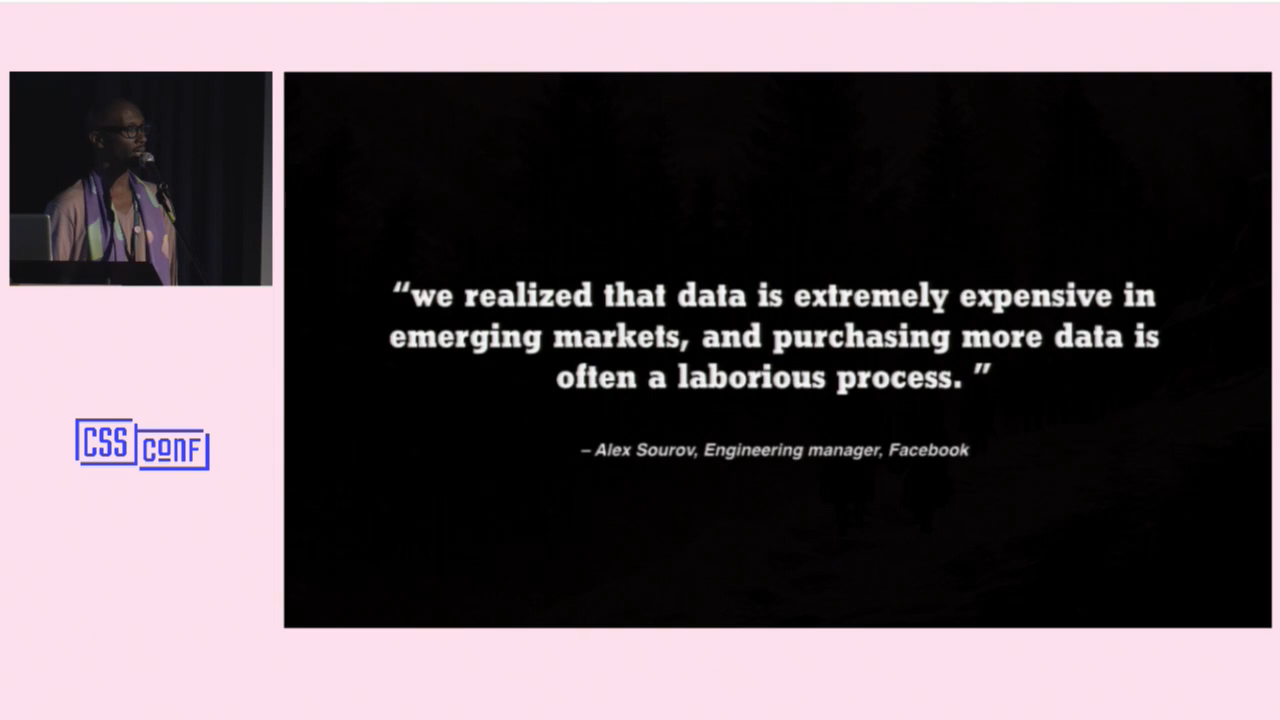 “we realized that data is extremely expensive in
emerging markets, and purchasing more data is
often a laborious process. ”
– Alex Sourov, Engineering manager, Facebook
CSS
CONF